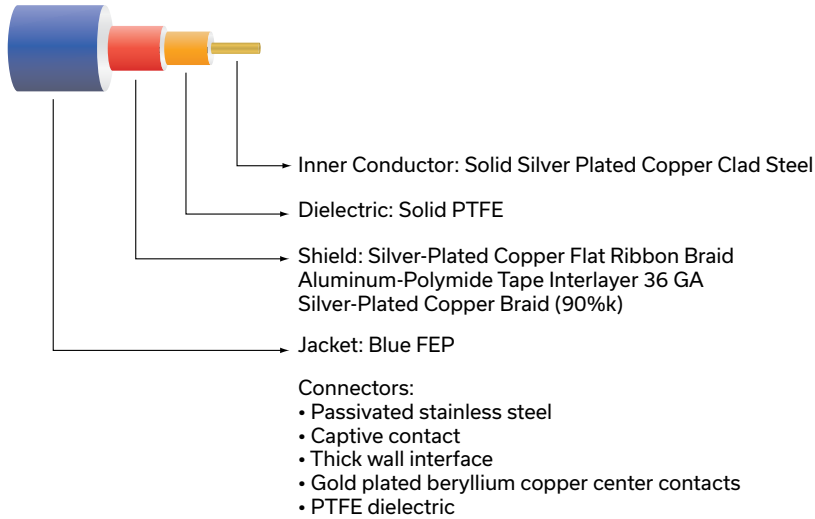 Inner Conductor: Solid Silver Plated Copper Clad Steel
Dielectric: Solid PTFE
Shield: Silver-Plated Copper Flat Ribbon Braid
Aluminum-Polymide Tape Interlayer 36 GA
Silver-Plated Copper Braid (90%k)
Jacket: Blue FEP
Connectors:
• Passivated stainless steel
• Captive contact
• Thick wall interface
• Gold plated beryllium copper center contacts
• PTFE dielectric